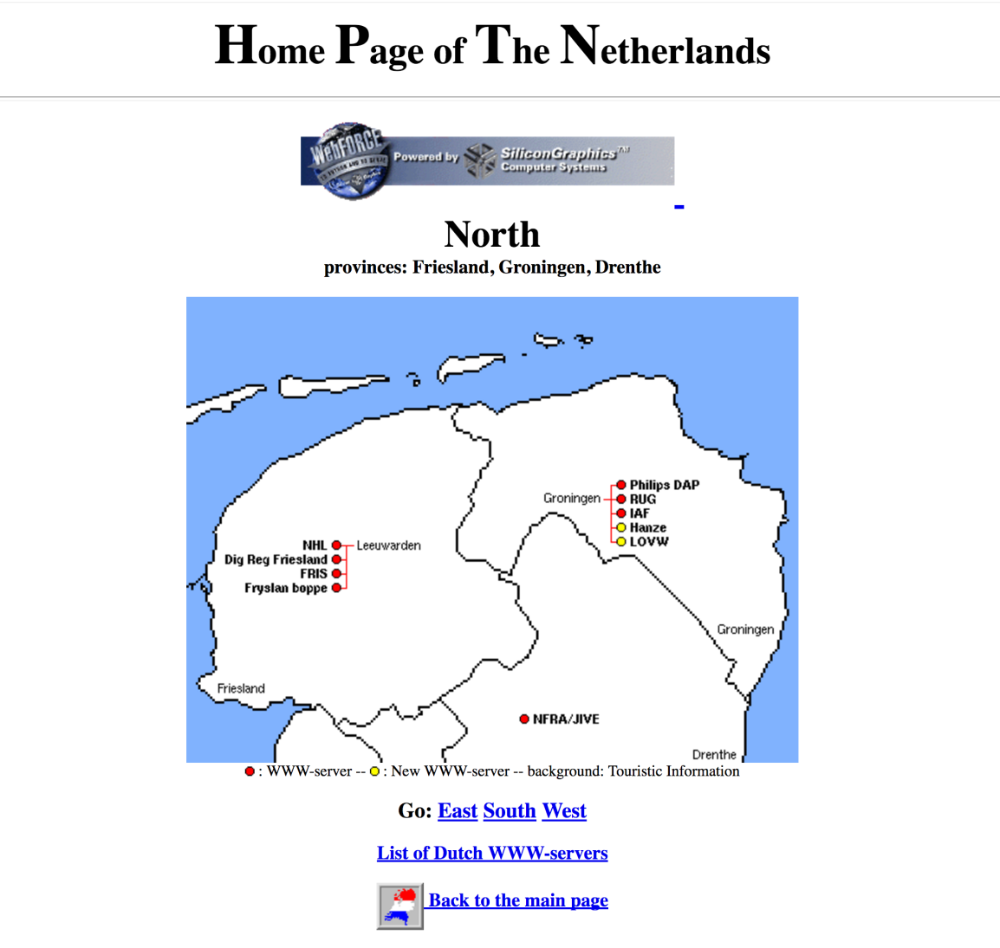 Home Page of The Netherlands
WebFORCE
Powered by
SiliconGraphics™
Computer Systems
North
provinces: Friesland, Groningen, Drenthe
Philips DAP
Groningen
RUG
IAF
Hanze
LOVW
NHL
Leeuwarden
Dig Reg Friesland
FRIS
Fryslan boppe
Groningen
Friesland
NFRA/JIVE
Drenthe
: WWW-server -- : New WWW-server -- background: Touristic Information
Go: East South West
List of Dutch WWW-servers
Back to the main page